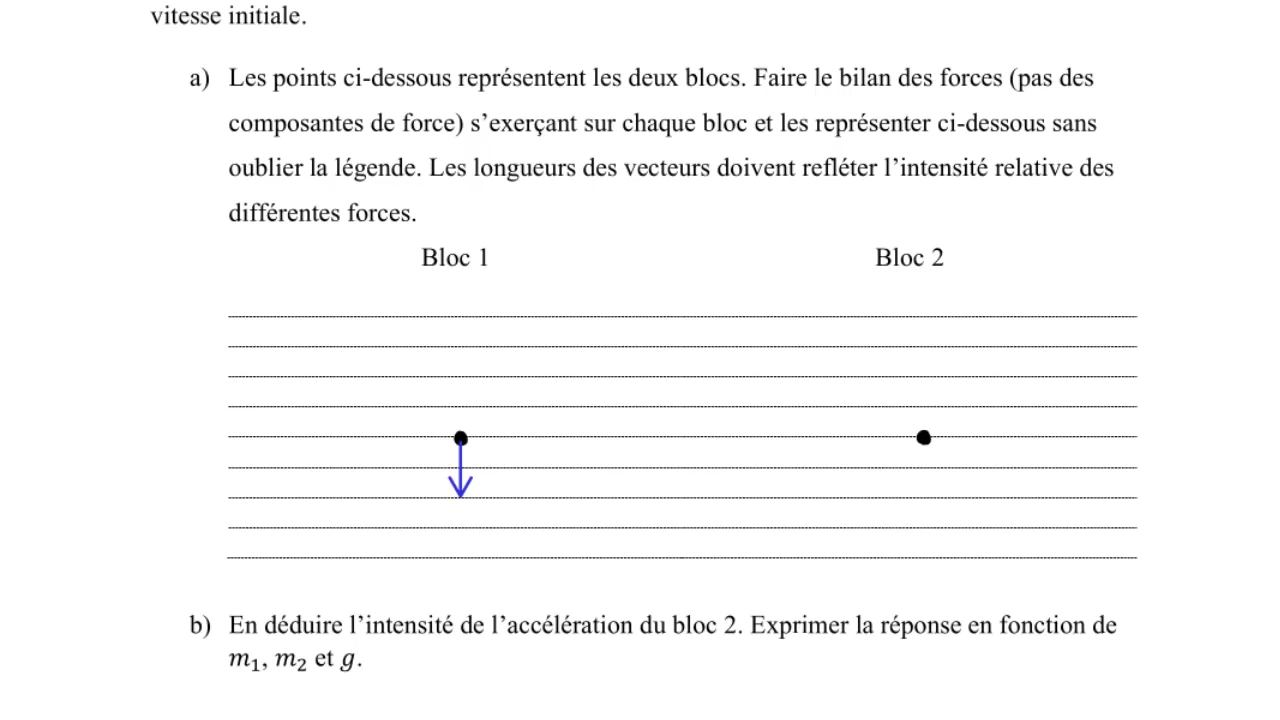 vitesse initiale.
a) Les points ci-dessous représentent les deux blocs. Faire le bilan des forces (pas des
composantes de force) s’exerçant sur chaque bloc et les représenter ci-dessous sans
oublier la légende. Les longueurs des vecteurs doivent refléter l’intensité relative des
différentes forces.
Bloc 1 Bloc 2
b) En déduire l’intensité de l’accélération du bloc 2. Exprimer la réponse en fonction de
𝑚₁, 𝑚₂ et 𝑔.